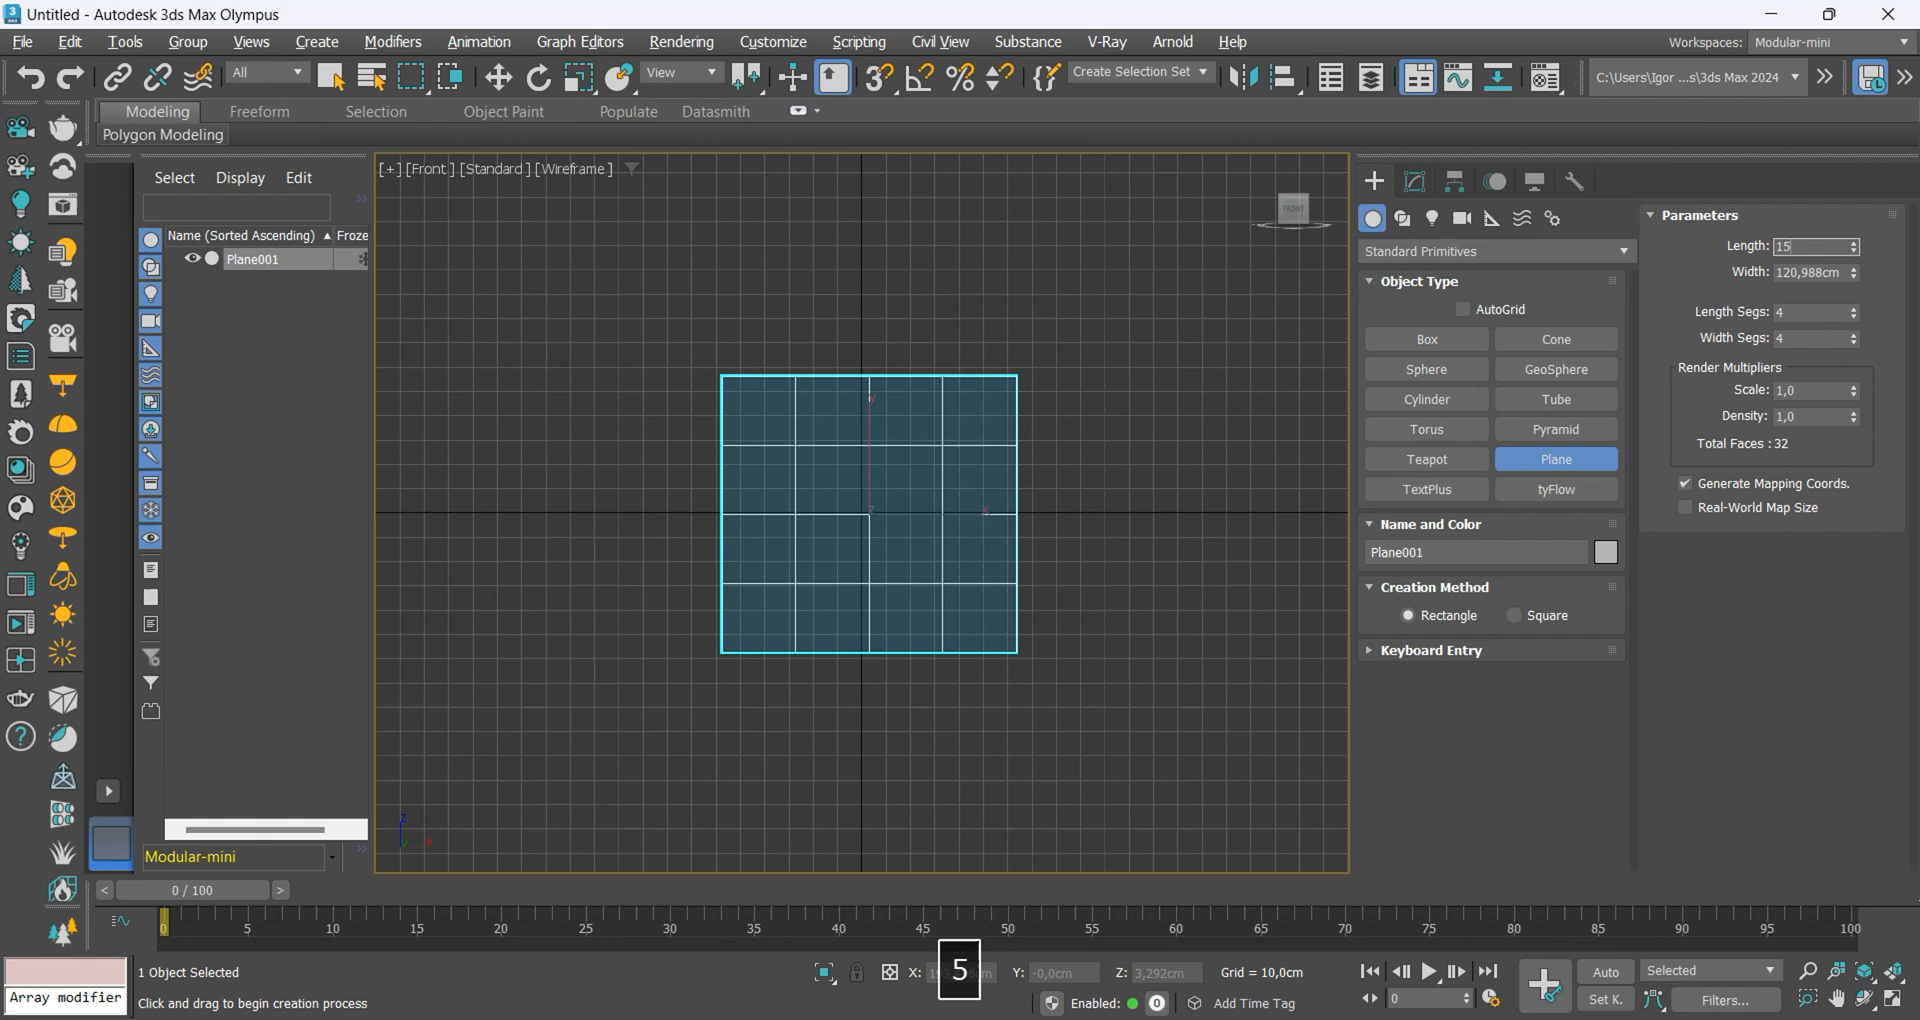 Untitled - Autodesk 3ds Max Olympus
File Edit Tools Group Views Create Modifiers Animation Graph Editors Rendering Customize Scripting Civil View Substance V-Ray Arnold Help Workspaces: Modular-mini
All View Create Selection Set C:\Users\Igor ...s\3ds Max 2024
Modeling Freeform Selection Object Paint Populate Datasmith
Polygon Modeling
Select Display Edit
Name (Sorted Ascending) Froze
Plane001
Modular-mini
[+] [Front ] [Standard ] [Wireframe ]
FRONT
Standard Primitives
Object Type
AutoGrid
Box Cone
Sphere GeoSphere
Cylinder Tube
Torus Pyramid
Teapot Plane
TextPlus tyFlow
Name and Color
Plane001
Creation Method
Rectangle Square
Keyboard Entry
Parameters
Length: 15
Width: 120,988cm
Length Segs: 4
Width Segs: 4
Render Multipliers
Scale: 1,0
Density: 1,0
Total Faces : 32
Generate Mapping Coords.
Real-World Map Size
< 0 / 100 >
0 5 10 15 20 25 30 35 40 45 50 55 60 65 70 75 80 85 90 95 100
1 Object Selected X: Y: -0,0cm Z: 3,292cm Grid = 10,0cm Auto Selected
5
Array modifier Click and drag to begin creation process Enabled: 0 Add Time Tag 0 Set K. Filters...